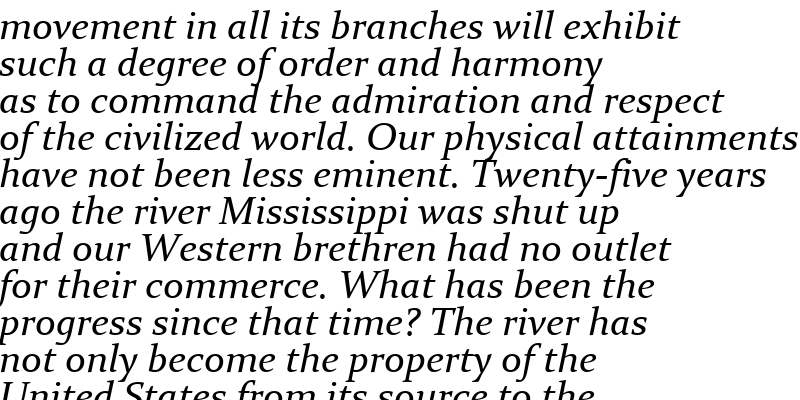 movement in all its branches will exhibit
such a degree of order and harmony
as to command the admiration and respect
of the civilized world. Our physical attainments
have not been less eminent. Twenty-five years
ago the river Mississippi was shut up
and our Western brethren had no outlet
for their commerce. What has been the
progress since that time? The river has
not only become the property of the
United States from its source to the